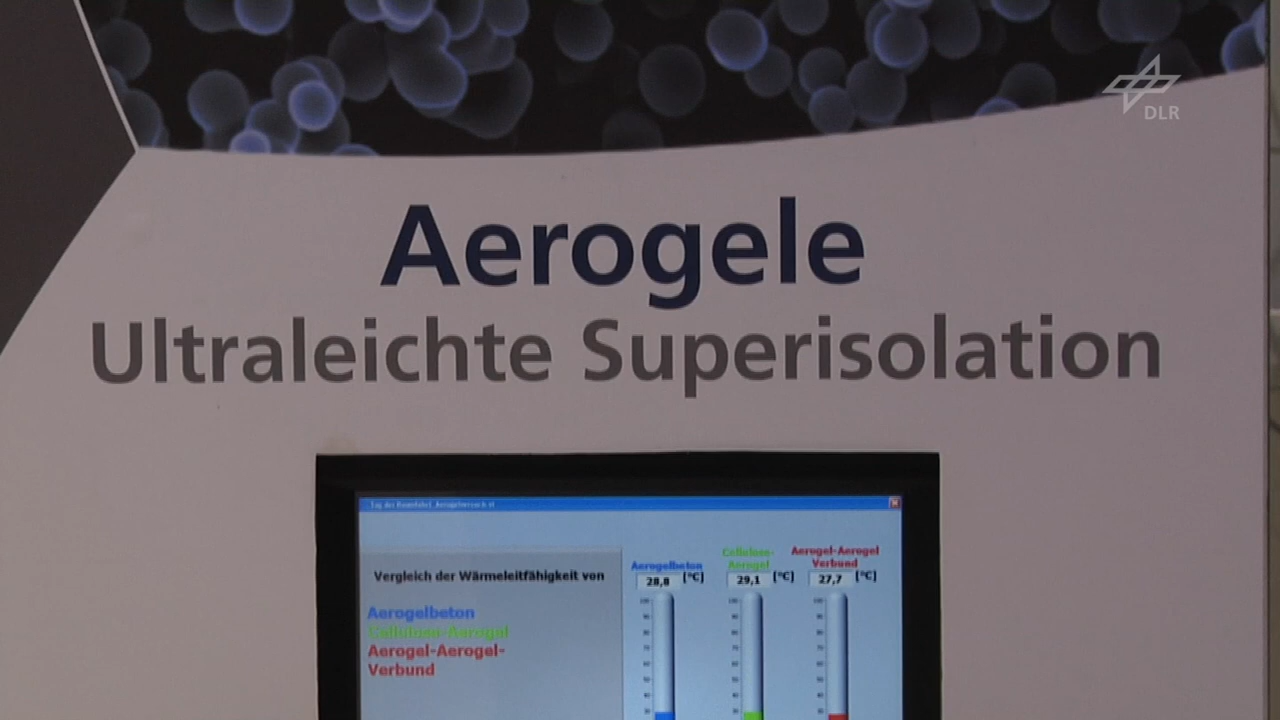 DLR
Aerogele
Ultraleichte Superisolation
Vergleich der Wärmeleitfähigkeit von
Aerogelbeton
Cellulose-Aerogel
Aerogel-Aerogel-
Verbund
Aerogelbeton
28,8 [°C]
Cellulose-
Aerogel
29,1 [°C]
Aerogel-Aerogel
Verbund
27,7 [°C]